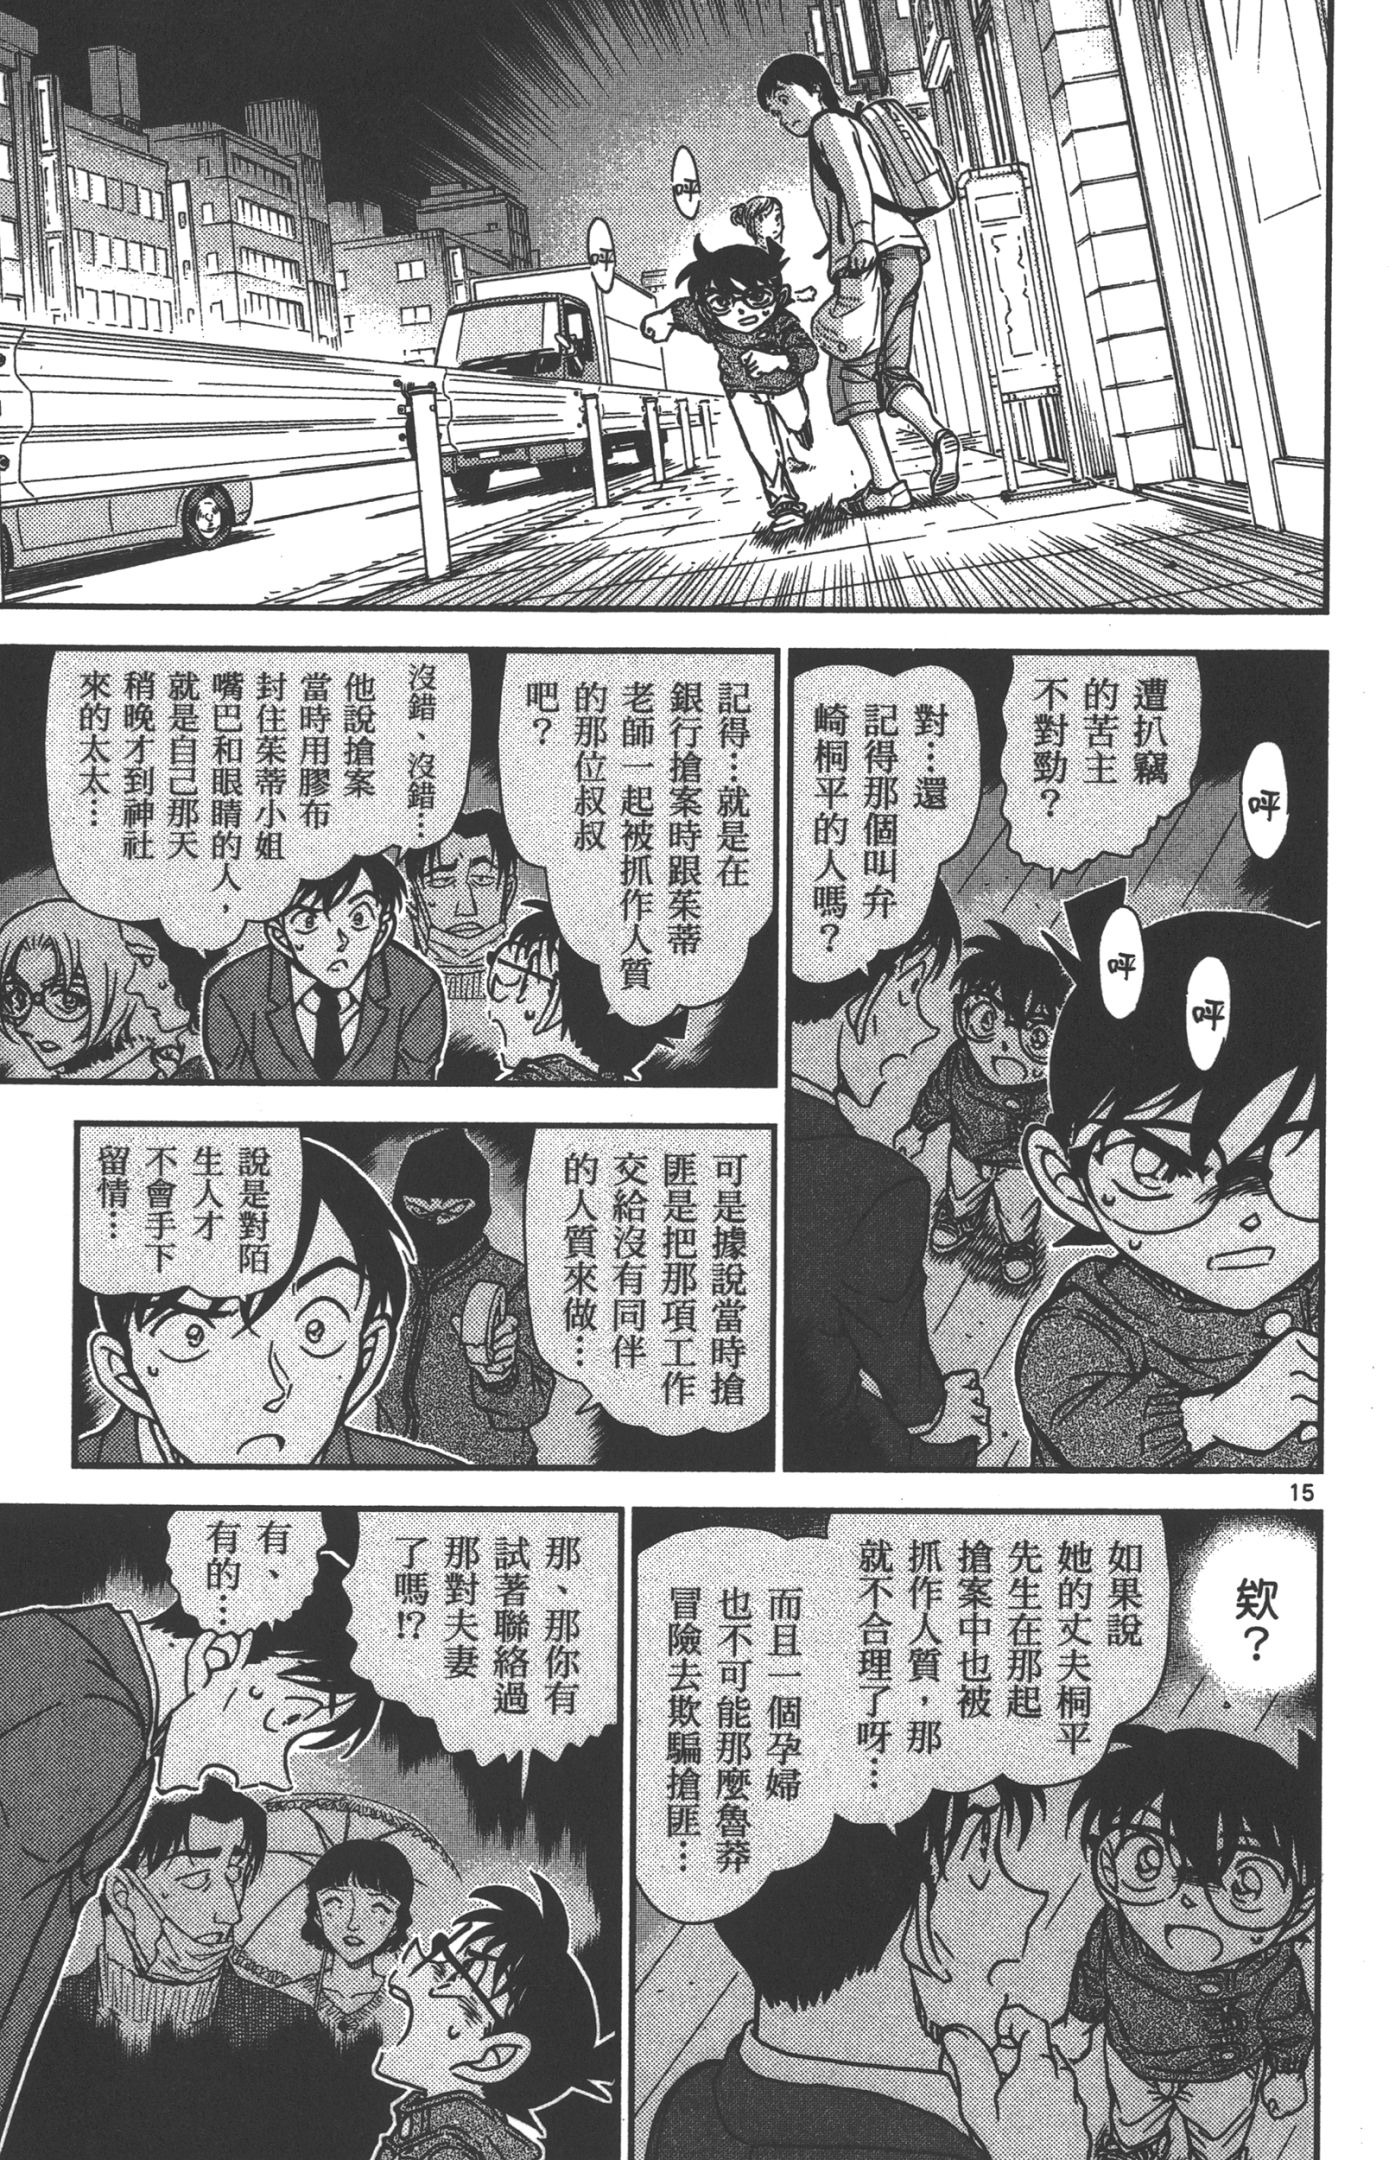 呼
呼
遭扒竊
的苦主
不對勁？
呼
呼
呼
對…還
記得那個叫弁
崎桐平的人嗎？
記得…就是在
銀行搶案時跟茱蒂
老師一起被抓作人質
的那位叔叔
吧？
沒錯、沒錯…
他說搶案
當時用膠布
封住茱蒂小姐
嘴巴和眼睛的人，
就是自己那天
稍晚才到神社
來的太太…
可是據說當時搶
匪是把那項工作
交給沒有同伴
的人質來做…
說是對陌
生人才
不會手下
留情…
15
欸？
如果說
她的丈夫桐平
先生在那起
搶案中也被
抓作人質，那
就不合理了呀…
而且一個孕婦
也不可能那麼魯莽
冒險去欺騙搶匪…
那、那你有
試著聯絡過
那對夫妻
了嗎!?
有、
有的…